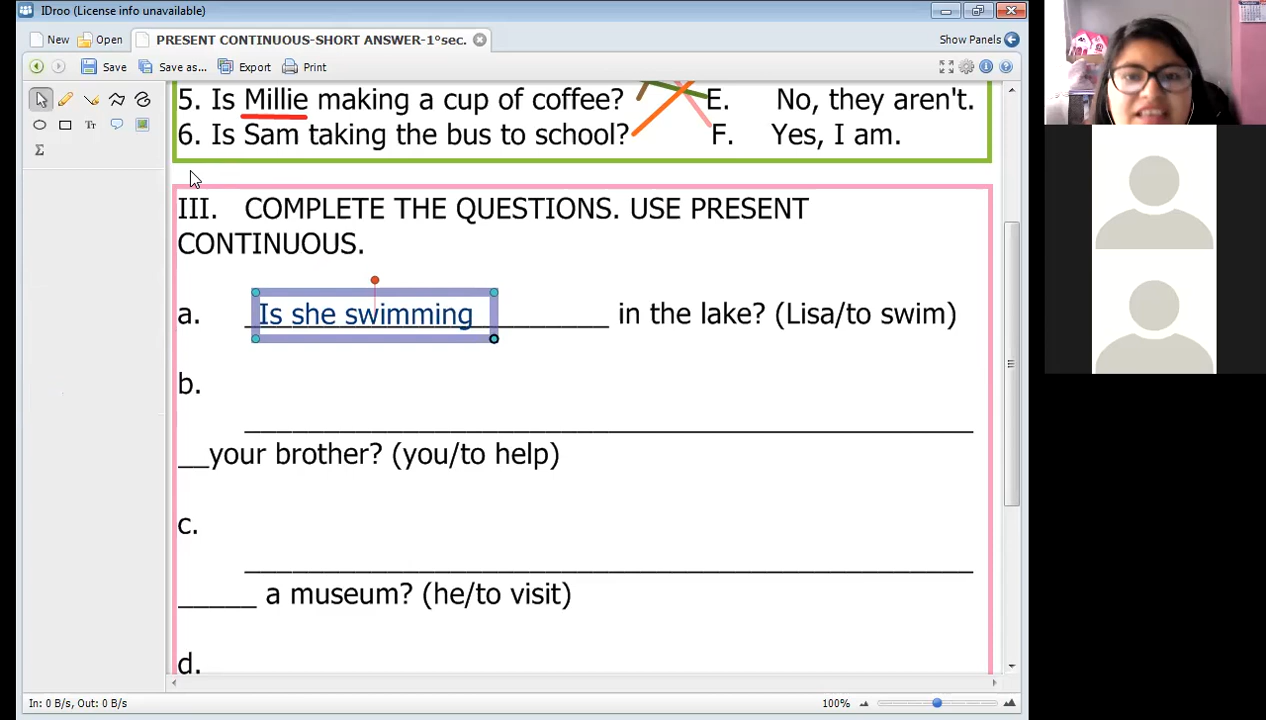 IDroo (License info unavailable)
New Open PRESENT CONTINUOUS-SHORT ANSWER-1°sec. Show Panels
Save Save as... Export Print
Tr
Σ
5. Is Millie making a cup of coffee? E. No, they aren't.
6. Is Sam taking the bus to school? F. Yes, I am.
III. COMPLETE THE QUESTIONS. USE PRESENT
CONTINUOUS.
a. Is she swimming in the lake? (Lisa/to swim)
b.
your brother? (you/to help)
c.
a museum? (he/to visit)
d.
In: 0 B/s, Out: 0 B/s 100%